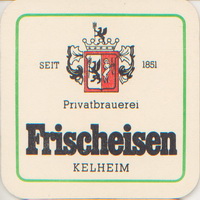 SEIT 1851
Privatbrauerei
Frischeisen
KELHEIM